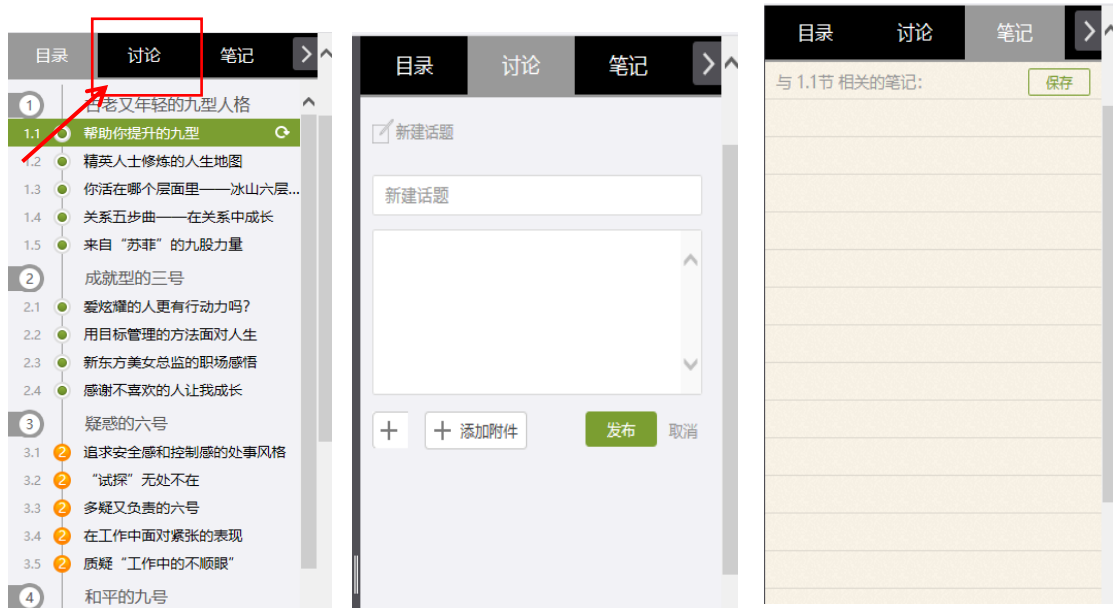 目录 讨论 笔记
1 古老又年轻的九型人格
1.1 帮助你提升的九型
1.2 精英人士修炼的人生地图
1.3 你活在哪个层面里——冰山六层...
1.4 关系五步曲——在关系中成长
1.5 来自“苏菲”的九股力量
2 成就型的三号
2.1 爱炫耀的人更有行动力吗?
2.2 用目标管理的方法面对人生
2.3 新东方美女总监的职场感悟
2.4 感谢不喜欢的人让我成长
3 疑惑的六号
3.1 2 追求安全感和控制感的处事风格
3.2 2 “试探”无处不在
3.3 2 多疑又负责的六号
3.4 2 在工作中面对紧张的表现
3.5 2 质疑“工作中的不顺眼”
4 和平的九号
目录 讨论 笔记
新建话题
新建话题
添加附件 发布 取消
目录 讨论 笔记
与 1.1节 相关的笔记: 保存